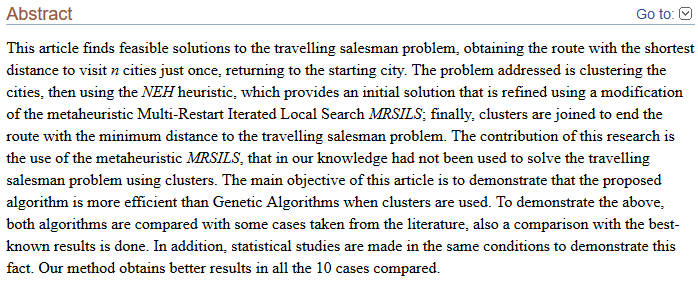 Abstract
Go to:
This article finds feasible solutions to the travelling salesman problem, obtaining the route with the shortest
distance to visit n cities just once, returning to the starting city. The problem addressed is clustering the
cities, then using the NEH heuristic, which provides an initial solution that is refined using a modification
of the metaheuristic Multi-Restart Iterated Local Search MRSILS; finally, clusters are joined to end the
route with the minimum distance to the travelling salesman problem. The contribution of this research is
the use of the metaheuristic MRSILS, that in our knowledge had not been used to solve the travelling
salesman problem using clusters. The main objective of this article is to demonstrate that the proposed
algorithm is more efficient than Genetic Algorithms when clusters are used. To demonstrate the above,
both algorithms are compared with some cases taken from the literature, also a comparison with the best-
known results is done. In addition, statistical studies are made in the same conditions to demonstrate this
fact. Our method obtains better results in all the 10 cases compared.